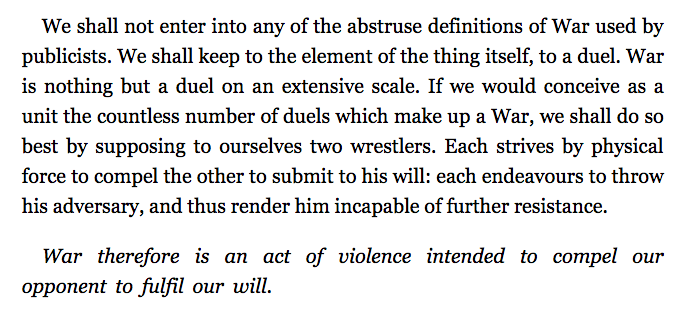 We shall not enter into any of the abstruse definitions of War used by
publicists. We shall keep to the element of the thing itself, to a duel. War
is nothing but a duel on an extensive scale. If we would conceive as a
unit the countless number of duels which make up a War, we shall do so
best by supposing to ourselves two wrestlers. Each strives by physical
force to compel the other to submit to his will: each endeavours to throw
his adversary, and thus render him incapable of further resistance.
War therefore is an act of violence intended to compel our
opponent to fulfil our will.